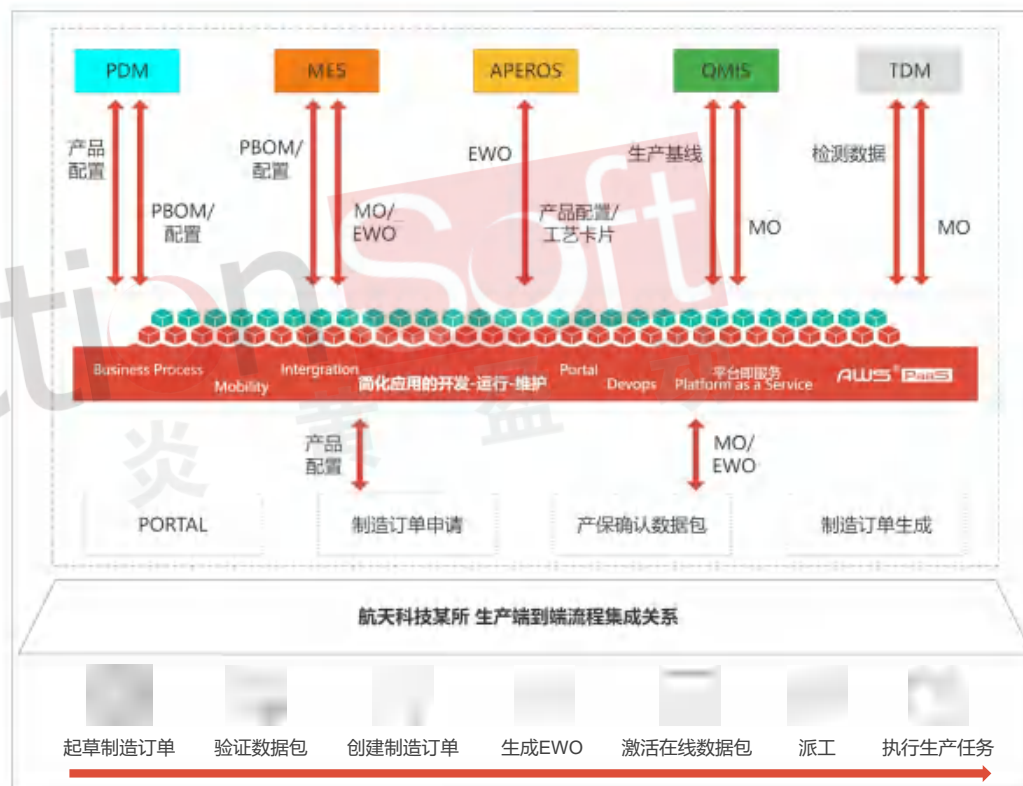 PDM
MES
APEROS
QMIS
TDM
产品
配置
PBOM/
配置
PBOM/
配置
MO/
EWO
EWO
产品配置/
工艺卡片
生产基线
MO
检测数据
MO
ctionSoft
炎黄盈动
Business Process
Mobility
Intergration
简化应用的开发-运行-维护
Portal
Devops
平台即服务
Platform as a Service
AWS® PaaS
产品
配置
MO/
EWO
PORTAL
制造订单申请
产保确认数据包
制造订单生成
航天科技某所 生产端到端流程集成关系
起草制造订单
验证数据包
创建制造订单
生成EWO
激活在线数据包
派工
执行生产任务